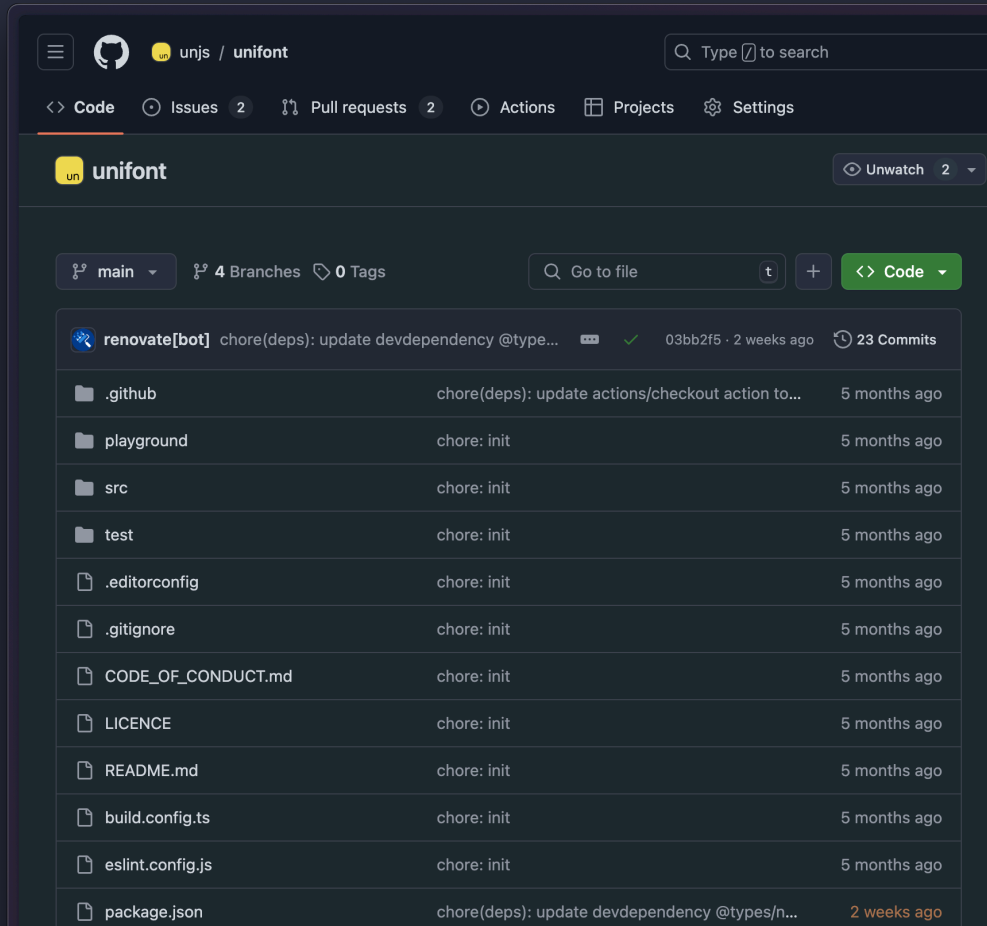 un unjs / unifont Type / to search
Code Issues 2 Pull requests 2 Actions Projects Settings
un unifont Unwatch 2
main 4 Branches 0 Tags Go to file t + Code
renovate[bot] chore(deps): update devdependency @type... 03bb2f5 · 2 weeks ago 23 Commits
.github chore(deps): update actions/checkout action to... 5 months ago
playground chore: init 5 months ago
src chore: init 5 months ago
test chore: init 5 months ago
.editorconfig chore: init 5 months ago
.gitignore chore: init 5 months ago
CODE_OF_CONDUCT.md chore: init 5 months ago
LICENCE chore: init 5 months ago
README.md chore: init 5 months ago
build.config.ts chore: init 5 months ago
eslint.config.js chore: init 5 months ago
package.json chore(deps): update devdependency @types/n... 2 weeks ago